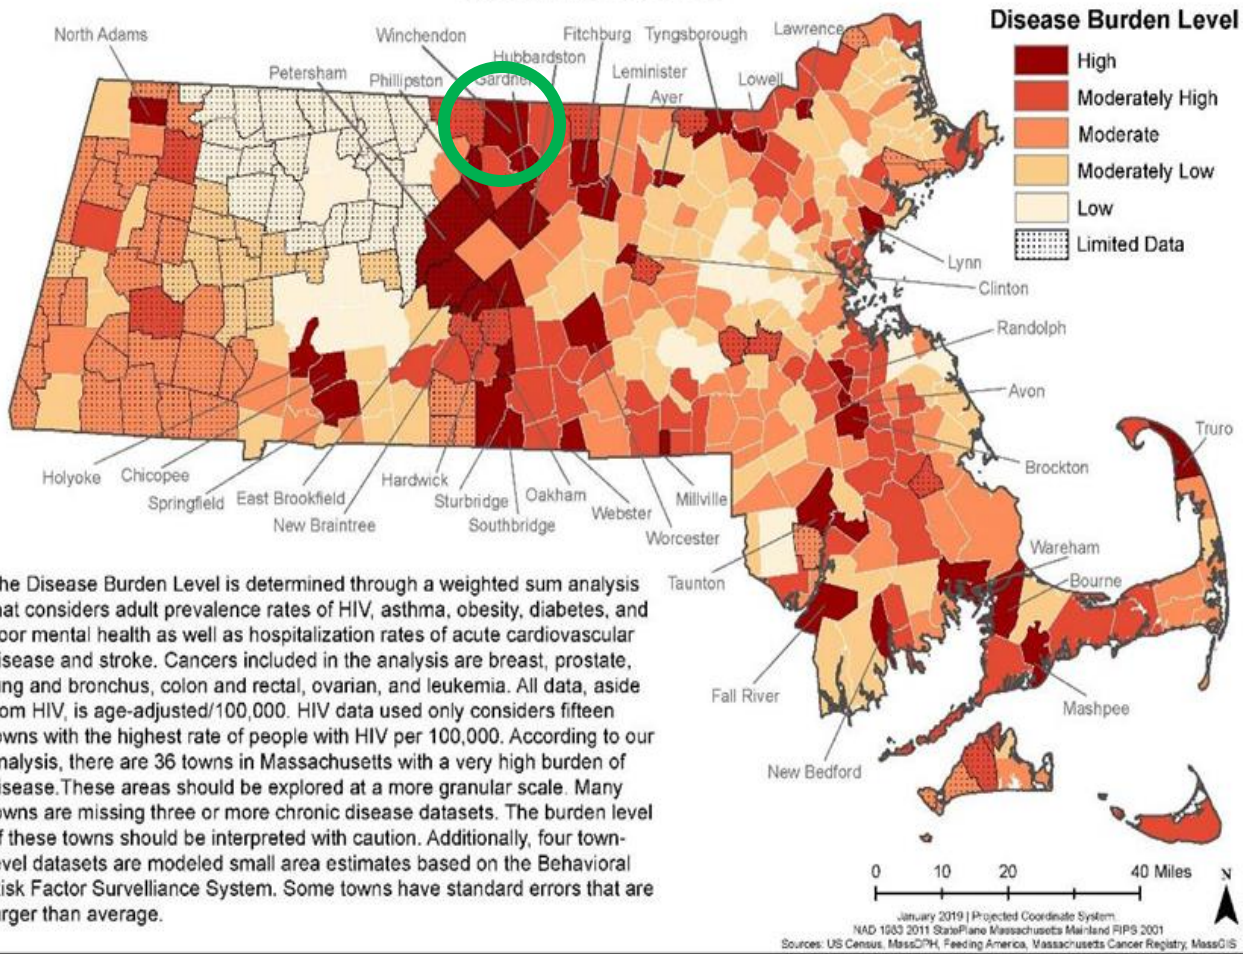 Disease Burden Level
High
Moderately High
Moderate
Moderately Low
Low
Limited Data
North Adams
Winchendon
Fitchburg
Tyngsborough
Lawrence
Hubbardston
Petersham
Phillipston
Gardner
Leminister
Lowell
Ayer
Lynn
Clinton
Randolph
Avon
Truro
Brockton
Holyoke
Chicopee
Springfield
East Brookfield
New Braintree
Hardwick
Sturbridge
Southbridge
Oakham
Webster
Millville
Worcester
Taunton
Wareham
Bourne
Fall River
Mashpee
New Bedford
he Disease Burden Level is determined through a weighted sum analysis
hat considers adult prevalence rates of HIV, asthma, obesity, diabetes, and
oor mental health as well as hospitalization rates of acute cardiovascular
isease and stroke. Cancers included in the analysis are breast, prostate,
ung and bronchus, colon and rectal, ovarian, and leukemia. All data, aside
om HIV, is age-adjusted/100,000. HIV data used only considers fifteen
owns with the highest rate of people with HIV per 100,000. According to our
nalysis, there are 36 towns in Massachusetts with a very high burden of
isease.These areas should be explored at a more granular scale. Many
owns are missing three or more chronic disease datasets. The burden level
f these towns should be interpreted with caution. Additionally, four town-
evel datasets are modeled small area estimates based on the Behavioral
isk Factor Survelliance System. Some towns have standard errors that are
arger than average.
0 10 20 40 Miles
N
January 2019 | Projected Coordinate System:
NAD 1983 2011 StatePlane Massachusetts Mainland FIPS 2001
Sources: US Census, MassDPH, Feeding America, Massachusetts Cancer Registry, MassGIS